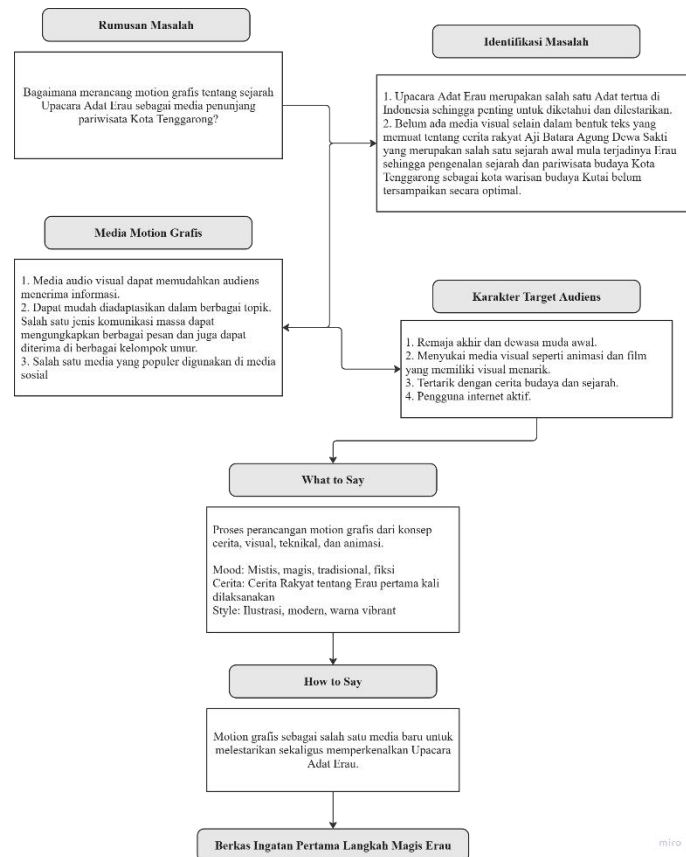 Rumusan Masalah
Bagaimana merancang motion grafis tentang sejarah
Upacara Adat Erau sebagai media penunjang
pariwisata Kota Tenggarong?
Identifikasi Masalah
1. Upacara Adat Erau merupakan salah satu Adat tertua di
Indonesia sehingga penting untuk diketahui dan dilestarikan.
2. Belum ada media visual selain dalam bentuk teks yang
memuat tentang cerita rakyat Aji Batara Agung Dewa Sakti
yang merupakan salah satu sejarah awal mula terjadinya Erau
sehingga pengenalan sejarah dan pariwisata budaya Kota
Tenggarong sebagai kota warisan budaya Kutai belum
tersampaikan secara optimal.
Media Motion Grafis
1. Media audio visual dapat memudahkan audiens
menerima informasi.
2. Dapat mudah diadaptasikan dalam berbagai topik.
Salah satu jenis komunikasi massa dapat
mengungkapkan berbagai pesan dan juga dapat
diterima di berbagai kelompok umur.
3. Salah satu media yang populer digunakan di media
sosial
Karakter Target Audiens
1. Remaja akhir dan dewasa muda awal.
2. Menyukai media visual seperti animasi dan film
yang memiliki visual menarik.
3. Tertarik dengan cerita budaya dan sejarah.
4. Pengguna internet aktif.
What to Say
Proses perancangan motion grafis dari konsep
cerita, visual, teknikal, dan animasi.
Mood: Mistis, magis, tradisional, fiksi
Cerita: Cerita Rakyat tentang Erau pertama kali
dilaksanakan
Style: Ilustrasi, modern, warna vibrant
How to Say
Motion grafis sebagai salah satu media baru untuk
melestarikan sekaligus memperkenalkan Upacara
Adat Erau.
Berkas Ingatan Pertama Langkah Magis Erau
miro